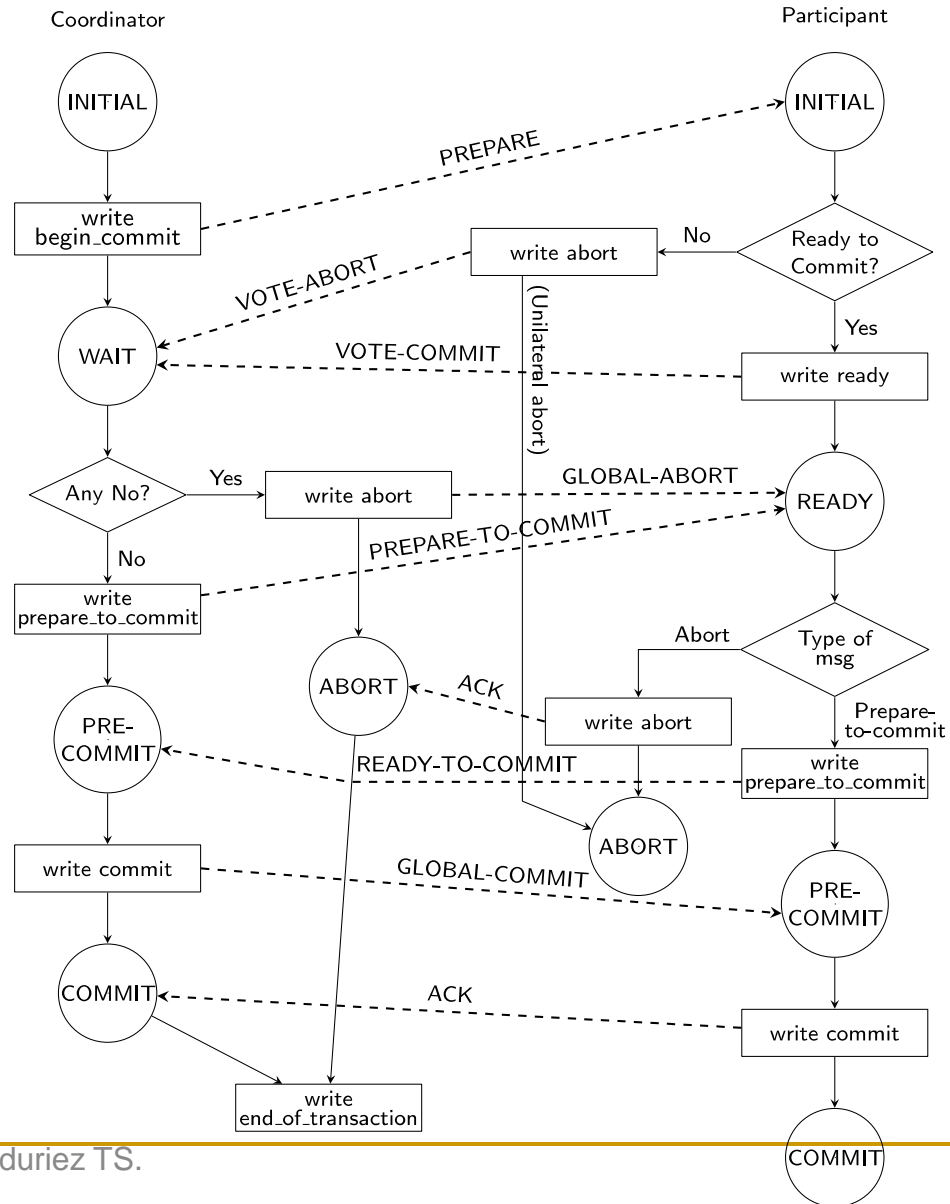 Coordinator
Participant
INITIAL
INITIAL
PREPARE
write
begin_commit
write abort
No
Ready to
Commit?
VOTE-ABORT
(Unilateral abort)
Yes
WAIT
VOTE-COMMIT
write ready
Any No?
Yes
write abort
GLOBAL-ABORT
READY
PREPARE-TO-COMMIT
No
write
prepare_to_commit
Abort
Type of
msg
ABORT
ACK
write abort
Prepare-
to-commit
PRE-
COMMIT
READY-TO-COMMIT
write
prepare_to_commit
ABORT
write commit
GLOBAL-COMMIT
PRE-
COMMIT
COMMIT
ACK
write commit
write
end_of_transaction
duriez TS.
COMMIT